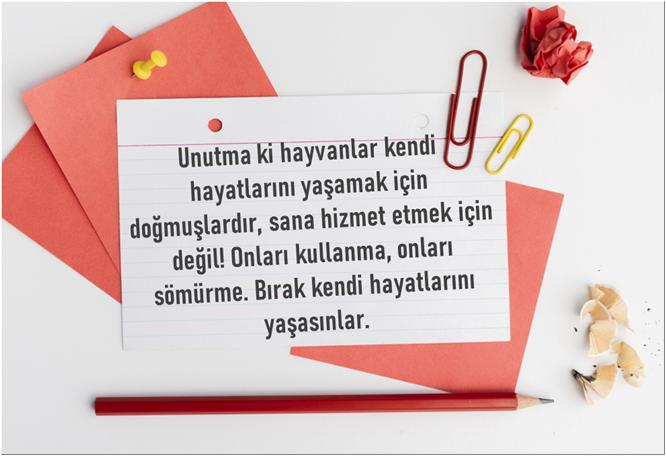 Unutma ki hayvanlar kendi
hayatlarını yaşamak için
doğmuşlardır, sana hizmet etmek için
değil! Onları kullanma, onları
sömürme. Bırak kendi hayatlarını
yaşasınlar.